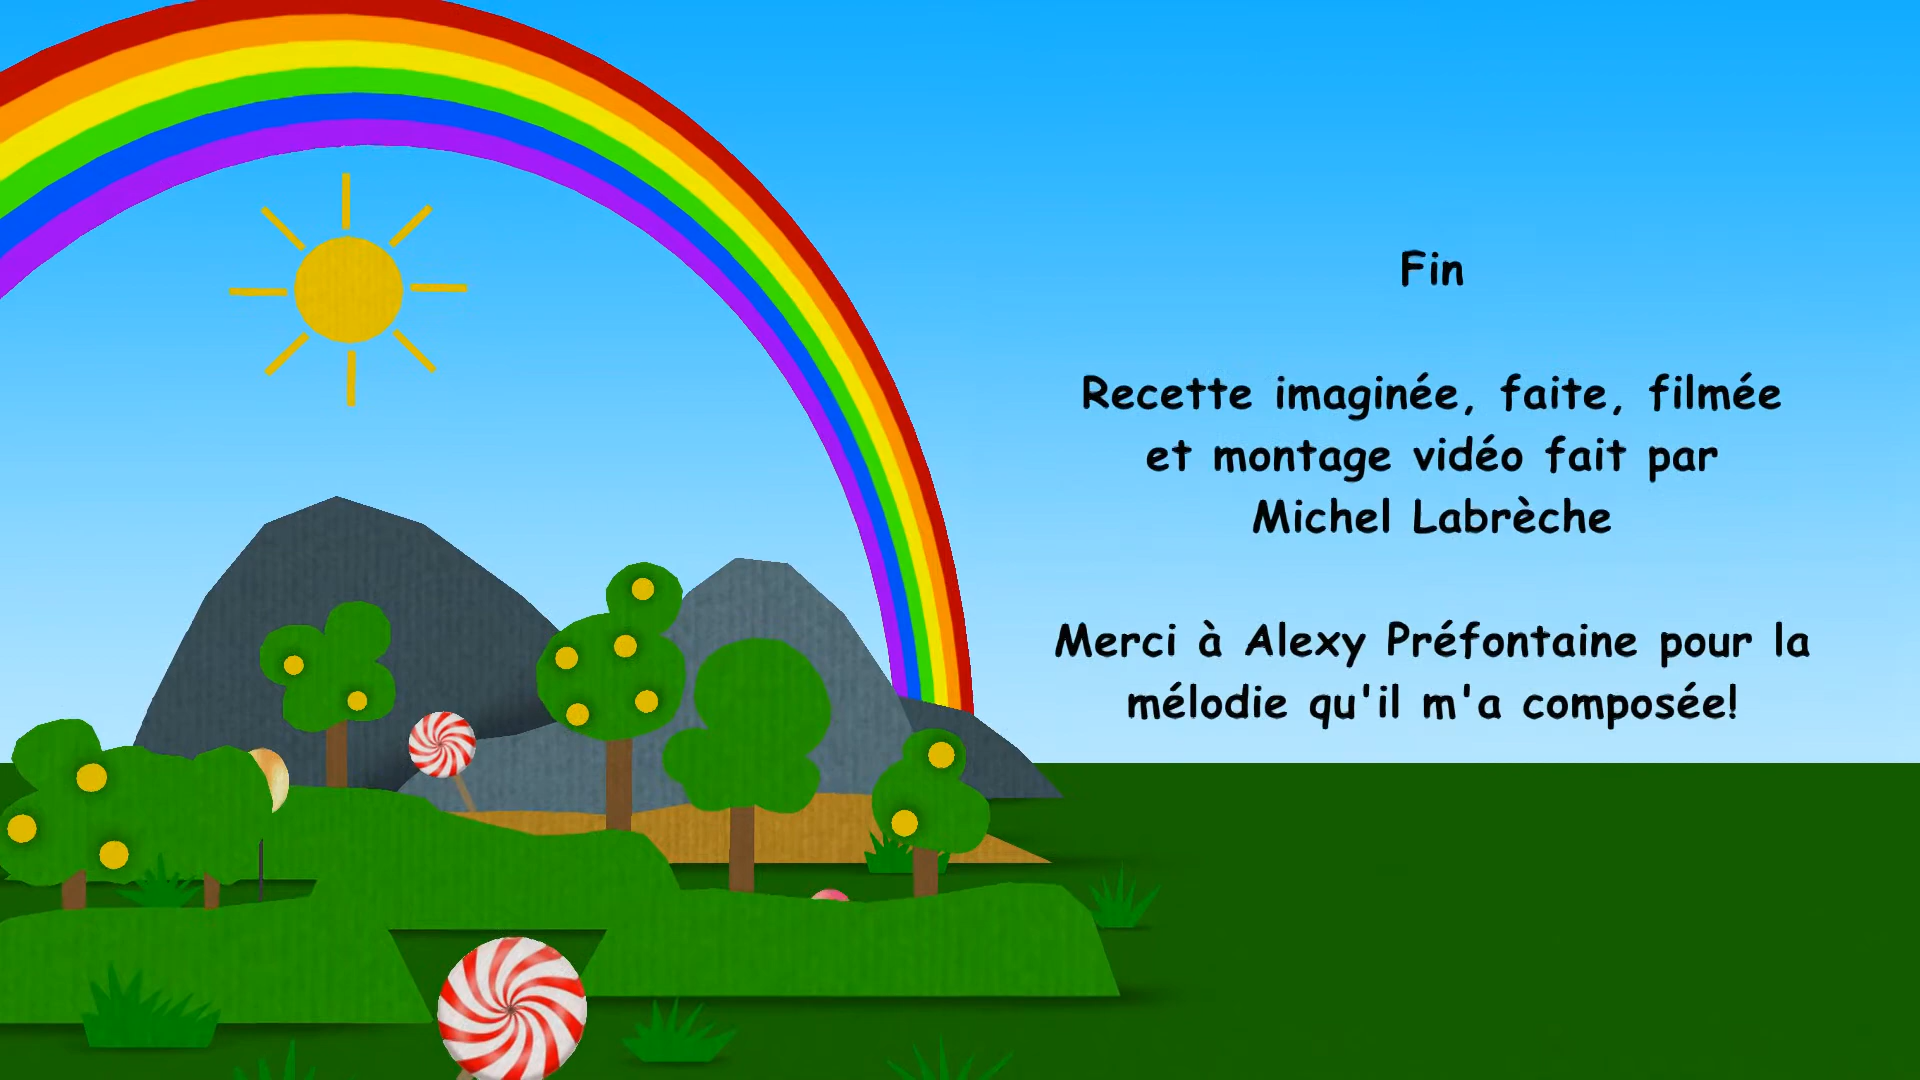 Fin
Recette imaginée, faite, filmée
et montage vidéo fait par
Michel Labrèche
Merci à Alexy Préfontaine pour la
mélodie qu'il m'a composée!